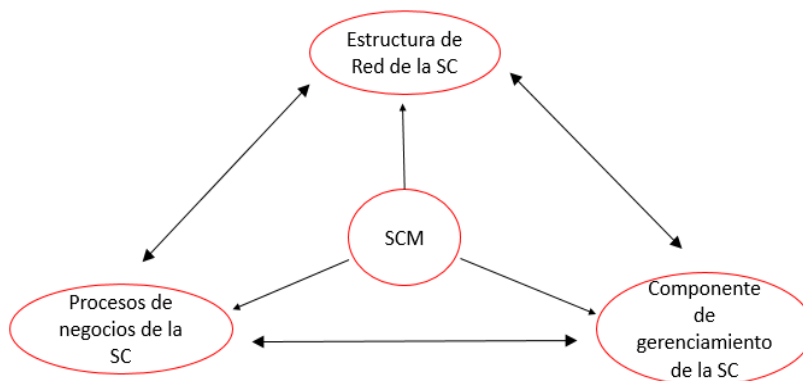 Estructura de
Red de la SC
SCM
Procesos de
negocios de la
SC
Componente
de
gerenciamiento
de la SC